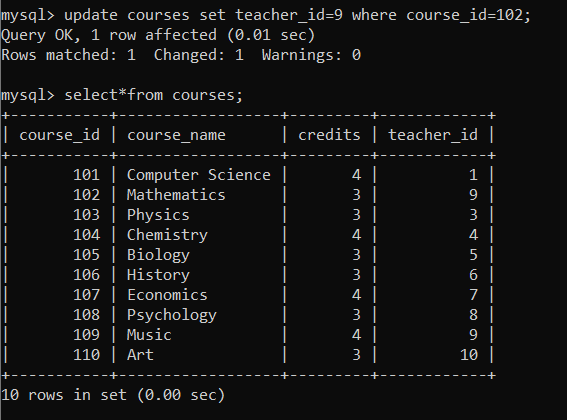 mysql> update courses set teacher_id=9 where course_id=102;
Query OK, 1 row affected (0.01 sec)
Rows matched: 1  Changed: 1  Warnings: 0

mysql> select*from courses;
+-----------+------------------+---------+------------+
| course_id | course_name      | credits | teacher_id |
+-----------+------------------+---------+------------+
|       101 | Computer Science |       4 |          1 |
|       102 | Mathematics      |       3 |          9 |
|       103 | Physics          |       3 |          3 |
|       104 | Chemistry        |       4 |          4 |
|       105 | Biology          |       3 |          5 |
|       106 | History          |       3 |          6 |
|       107 | Economics        |       4 |          7 |
|       108 | Psychology       |       3 |          8 |
|       109 | Music            |       4 |          9 |
|       110 | Art              |       3 |         10 |
+-----------+------------------+---------+------------+
10 rows in set (0.00 sec)